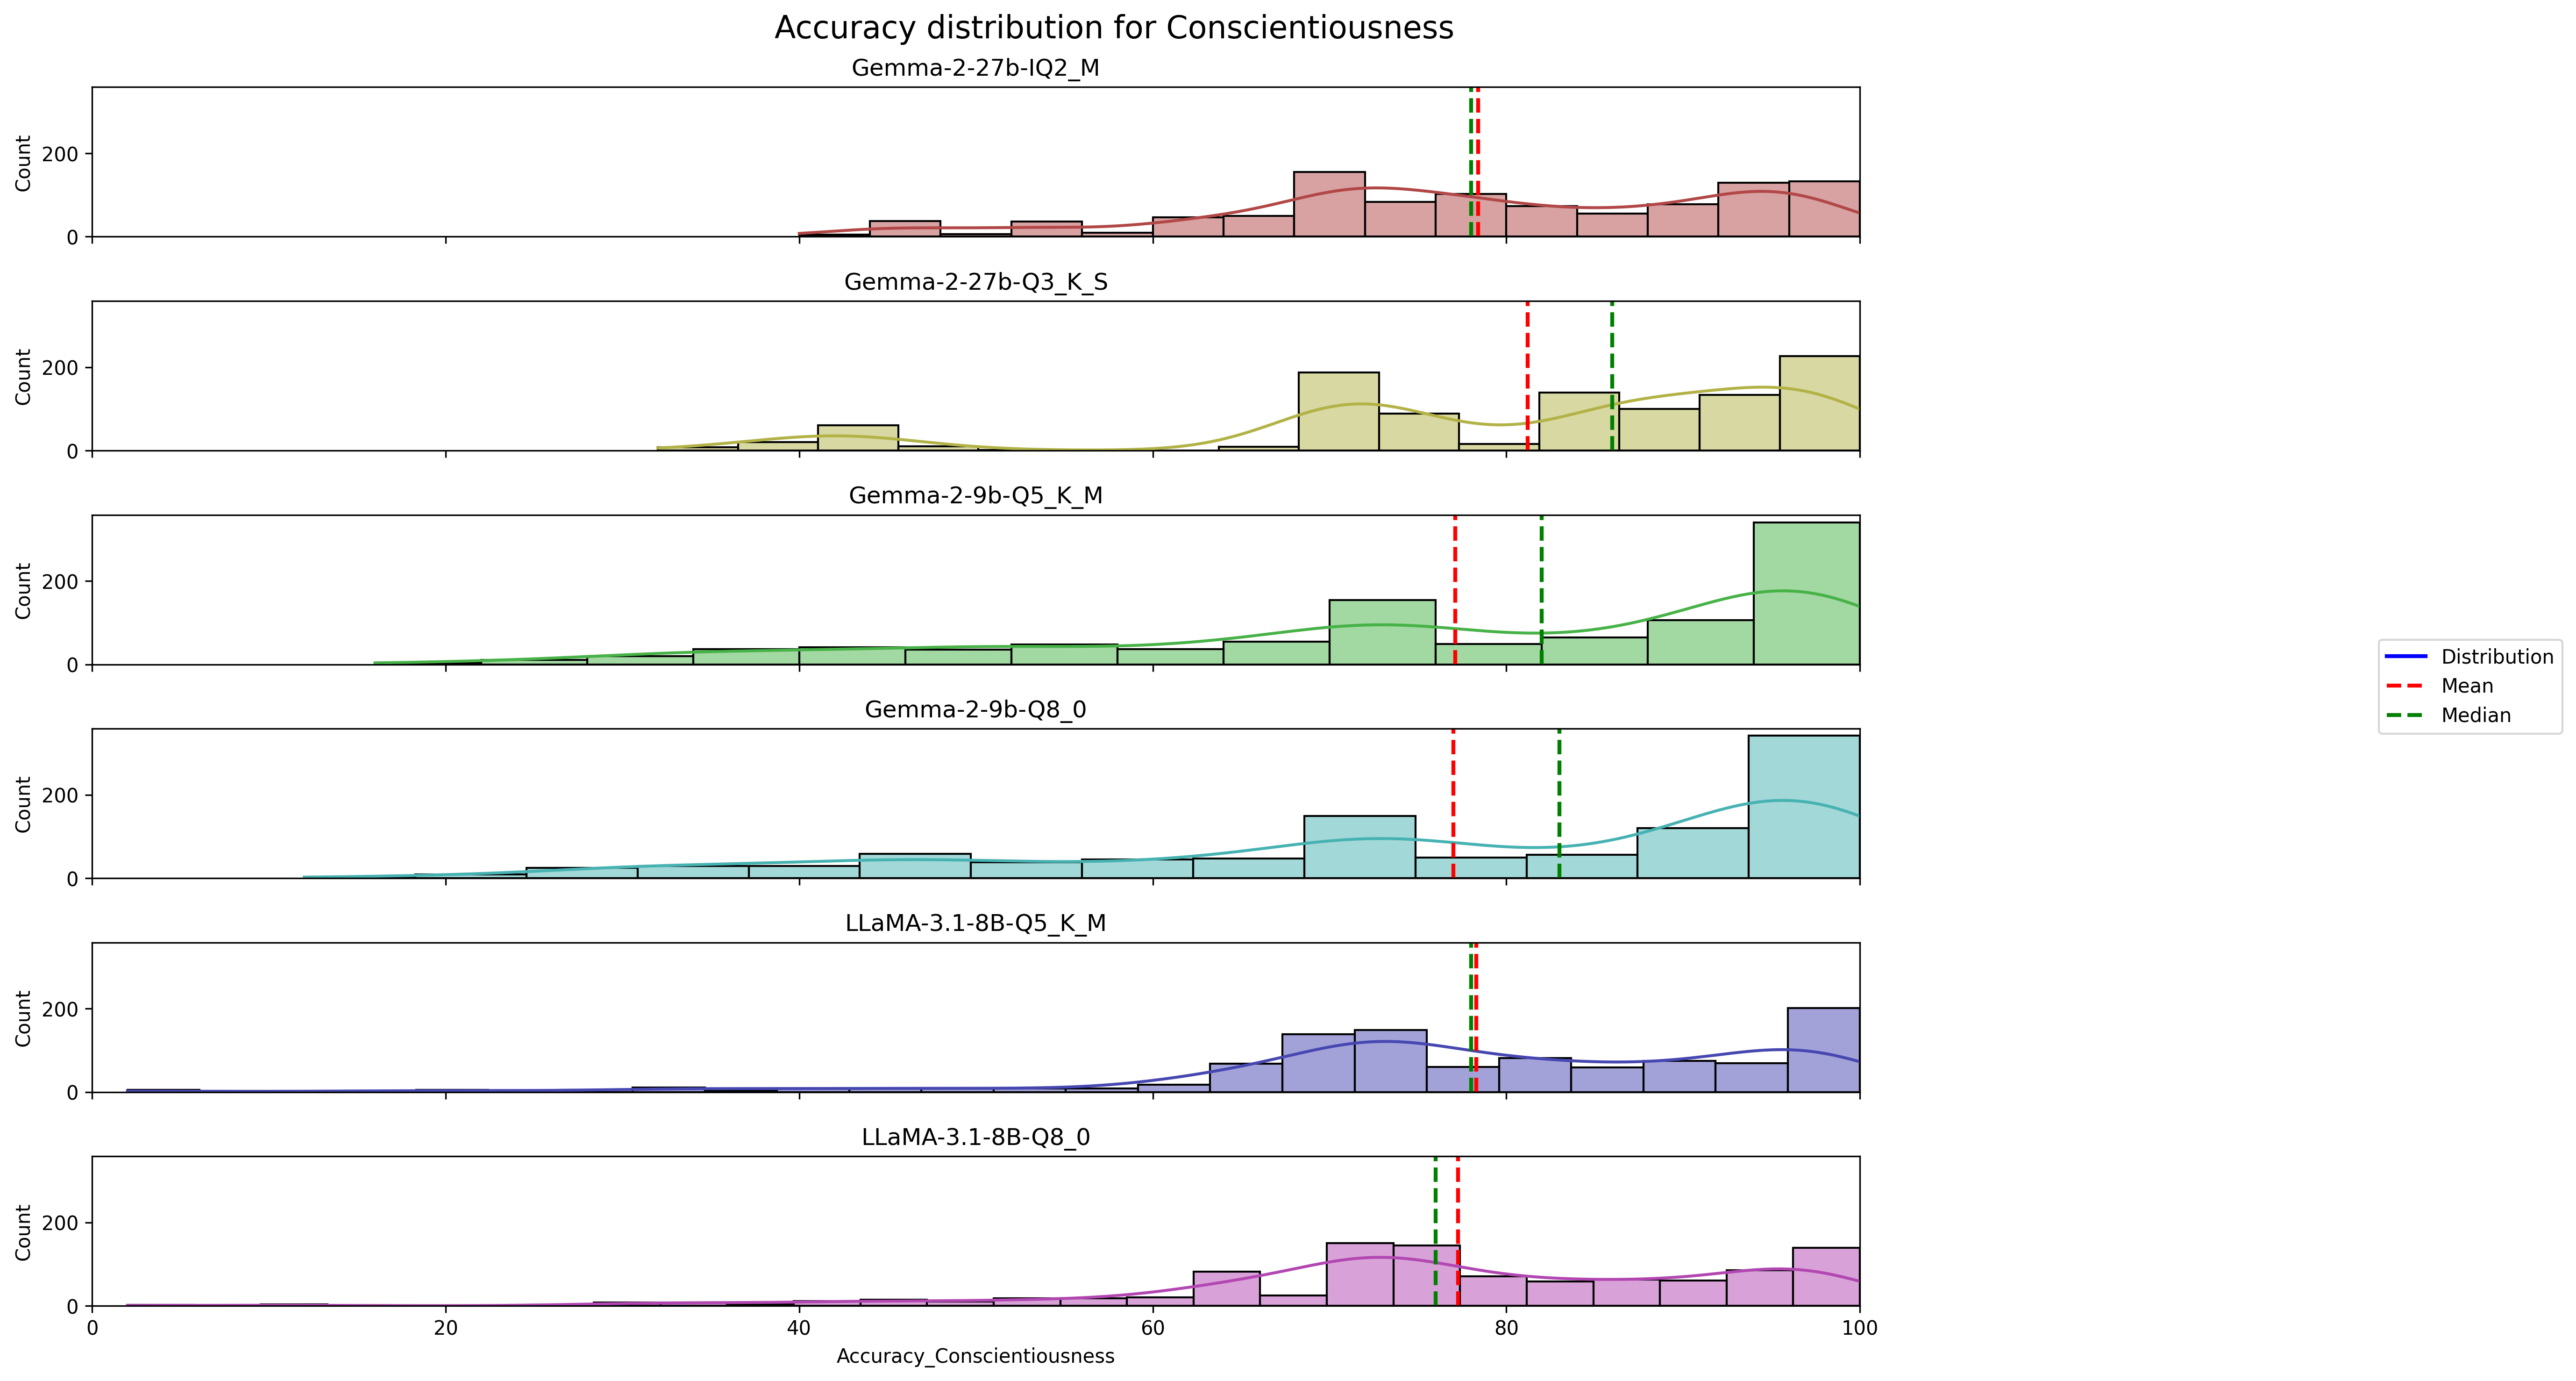 Accuracy distribution for Conscientiousness
Gemma-2-27b-IQ2_M
Count
200
0
Gemma-2-27b-Q3_K_S
Count
200
0
Gemma-2-9b-Q5_K_M
Count
200
0
Distribution
Mean
Median
Gemma-2-9b-Q8_0
Count
200
0
LLaMA-3.1-8B-Q5_K_M
Count
200
0
LLaMA-3.1-8B-Q8_0
Count
200
0
0 20 40 60 80 100
Accuracy_Conscientiousness